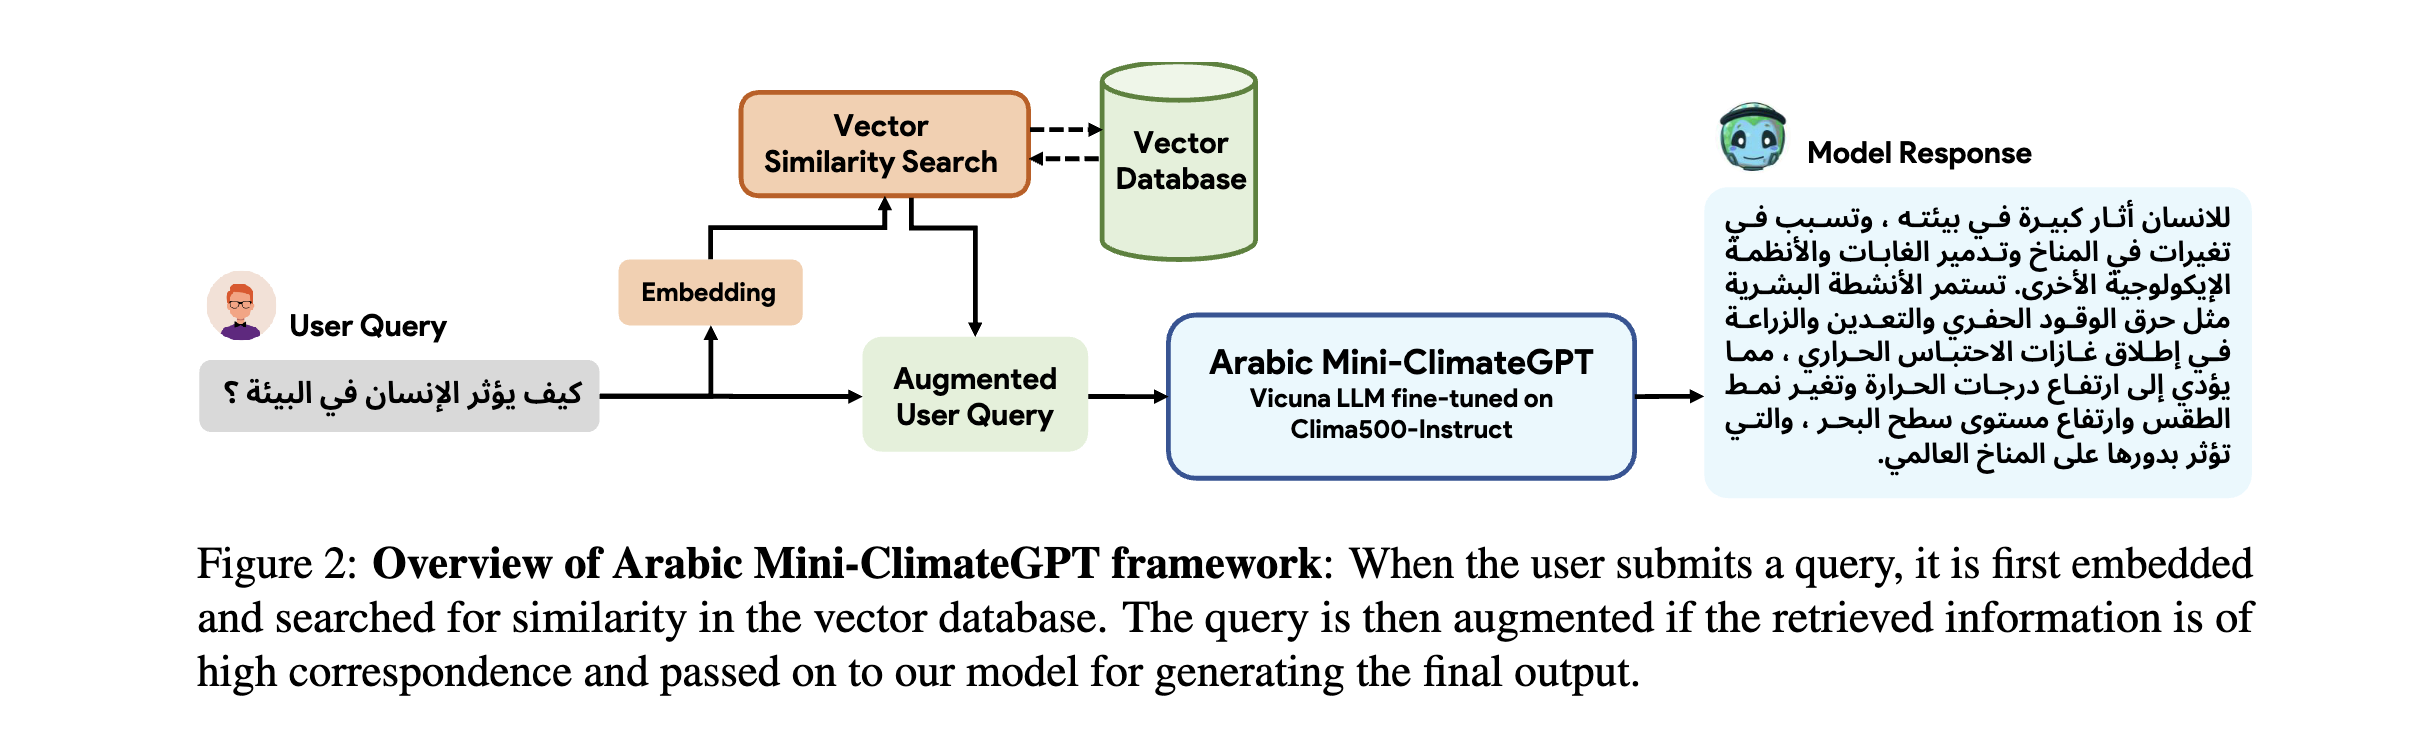 Vector
Similarity Search
Vector
Database
Embedding
User Query
كيف يؤثر الإنسان في البيئة ؟
Augmented
User Query
Arabic Mini-ClimateGPT
Vicuna LLM fine-tuned on
Clima500-Instruct
Model Response
للانسان أثار كبيرة في بيئته ، وتسبب في
تغيرات في المناخ وتدمير الغابات والأنظمة
الإيكولوجية الأخرى. تستمر الأنشطة البشرية
مثل حرق الوقود الحفري والتعدين والزراعة
في إطلاق غازات الاحتباس الحراري ، مما
يؤدي إلى ارتفاع درجات الحرارة وتغير نمط
الطقس وارتفاع مستوى سطح البحر ، والتي
تؤثر بدورها على المناخ العالمي.
Figure 2: Overview of Arabic Mini-ClimateGPT framework: When the user submits a query, it is first embedded
and searched for similarity in the vector database. The query is then augmented if the retrieved information is of
high correspondence and passed on to our model for generating the final output.